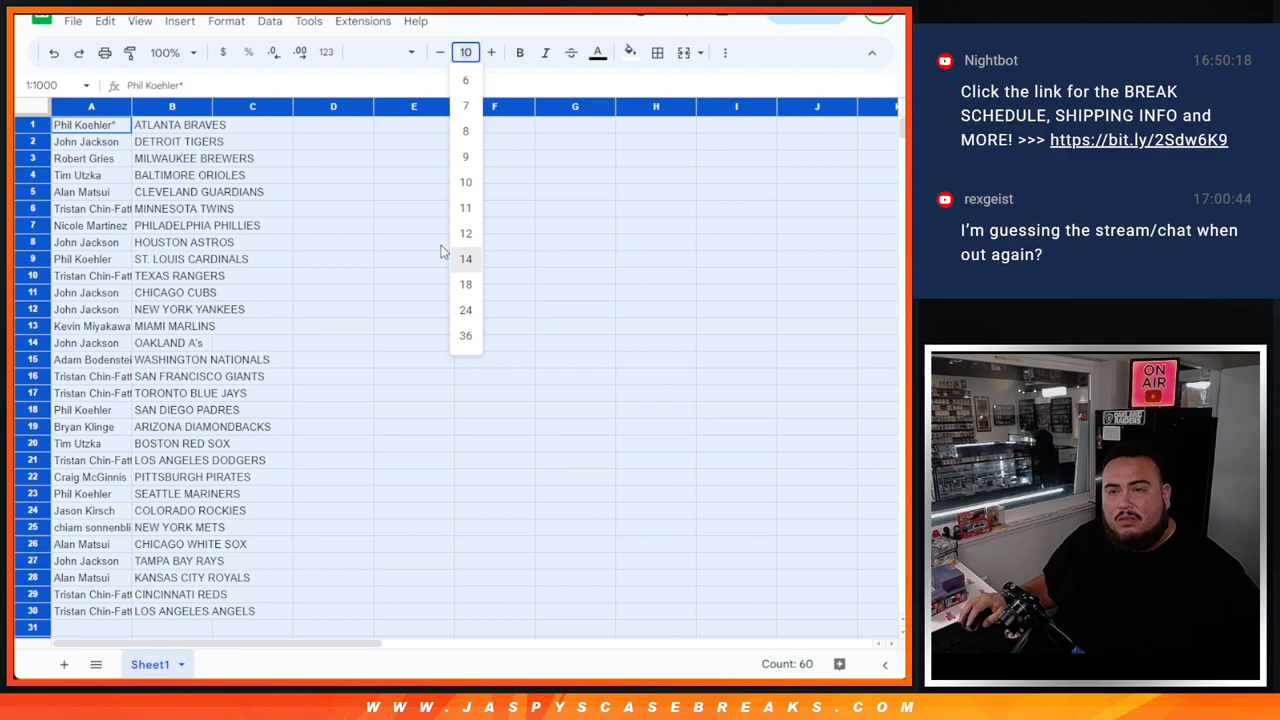 File Edit View Insert Format Data Tools Extensions Help
100% $ % .0 .00 123 − 10 + B I A
1:1000 fx Phil Koehler*
A B C D E F G H I J
1 Phil Koehler* ATLANTA BRAVES
2 John Jackson DETROIT TIGERS
3 Robert Gries MILWAUKEE BREWERS
4 Tim Utzka BALTIMORE ORIOLES
5 Alan Matsui CLEVELAND GUARDIANS
6 Tristan Chin-Fatt MINNESOTA TWINS
7 Nicole Martinez PHILADELPHIA PHILLIES
8 John Jackson HOUSTON ASTROS
9 Phil Koehler ST. LOUIS CARDINALS
10 Tristan Chin-Fatt TEXAS RANGERS
11 John Jackson CHICAGO CUBS
12 John Jackson NEW YORK YANKEES
13 Kevin Miyakawa MIAMI MARLINS
14 John Jackson OAKLAND A's
15 Adam Bodenstei WASHINGTON NATIONALS
16 Tristan Chin-Fatt SAN FRANCISCO GIANTS
17 Tristan Chin-Fatt TORONTO BLUE JAYS
18 Phil Koehler SAN DIEGO PADRES
19 Bryan Klinge ARIZONA DIAMONDBACKS
20 Tim Utzka BOSTON RED SOX
21 Tristan Chin-Fatt LOS ANGELES DODGERS
22 Craig McGinnis PITTSBURGH PIRATES
23 Phil Koehler SEATTLE MARINERS
24 Jason Kirsch COLORADO ROCKIES
25 chiam sonnenbli NEW YORK METS
26 Alan Matsui CHICAGO WHITE SOX
27 John Jackson TAMPA BAY RAYS
28 Alan Matsui KANSAS CITY ROYALS
29 Tristan Chin-Fatt CINCINNATI REDS
30 Tristan Chin-Fatt LOS ANGELES ANGELS
31
6
7
8
9
10
11
12
14
18
24
36
Sheet1 Count: 60
Nightbot 16:50:18
Click the link for the BREAK
SCHEDULE, SHIPPING INFO and
MORE! >>> https://bit.ly/2Sdw6K9
rexgeist 17:00:44
I'm guessing the stream/chat when
out again?
ON
AIR
OAKLAND
RAIDERS
WWW.JASPYSCASEBREAKS.COM